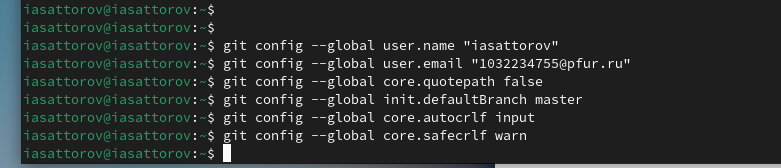 iasattorov@iasattorov:~$
iasattorov@iasattorov:~$
iasattorov@iasattorov:~$ git config --global user.name "iasattorov"
iasattorov@iasattorov:~$ git config --global user.email "1032234755@pfur.ru"
iasattorov@iasattorov:~$ git config --global core.quotepath false
iasattorov@iasattorov:~$ git config --global init.defaultBranch master
iasattorov@iasattorov:~$ git config --global core.autocrlf input
iasattorov@iasattorov:~$ git config --global core.safecrlf warn
iasattorov@iasattorov:~$